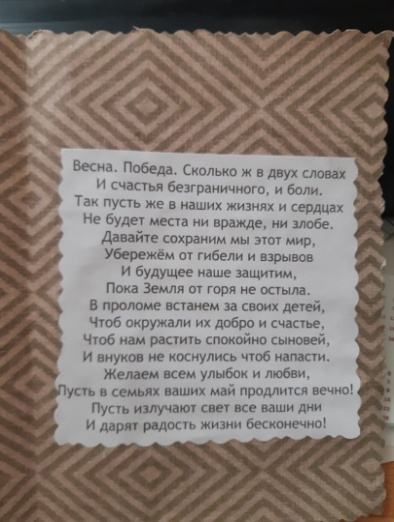 Весна. Победа. Сколько ж в двух словах
И счастья безграничного, и боли.
Так пусть же в наших жизнях и сердцах
Не будет места ни вражде, ни злобе.
Давайте сохраним мы этот мир,
Убережём от гибели и взрывов
И будущее наше защитим,
Пока Земля от горя не остыла.
В проломе встанем за своих детей,
Чтоб окружали их добро и счастье,
Чтоб нам растить спокойно сыновей,
И внуков не коснулись чтоб напасти.
Желаем всем улыбок и любви,
Пусть в семьях ваших май продлится вечно!
Пусть излучают свет все ваши дни
И дарят радость жизни бесконечно!